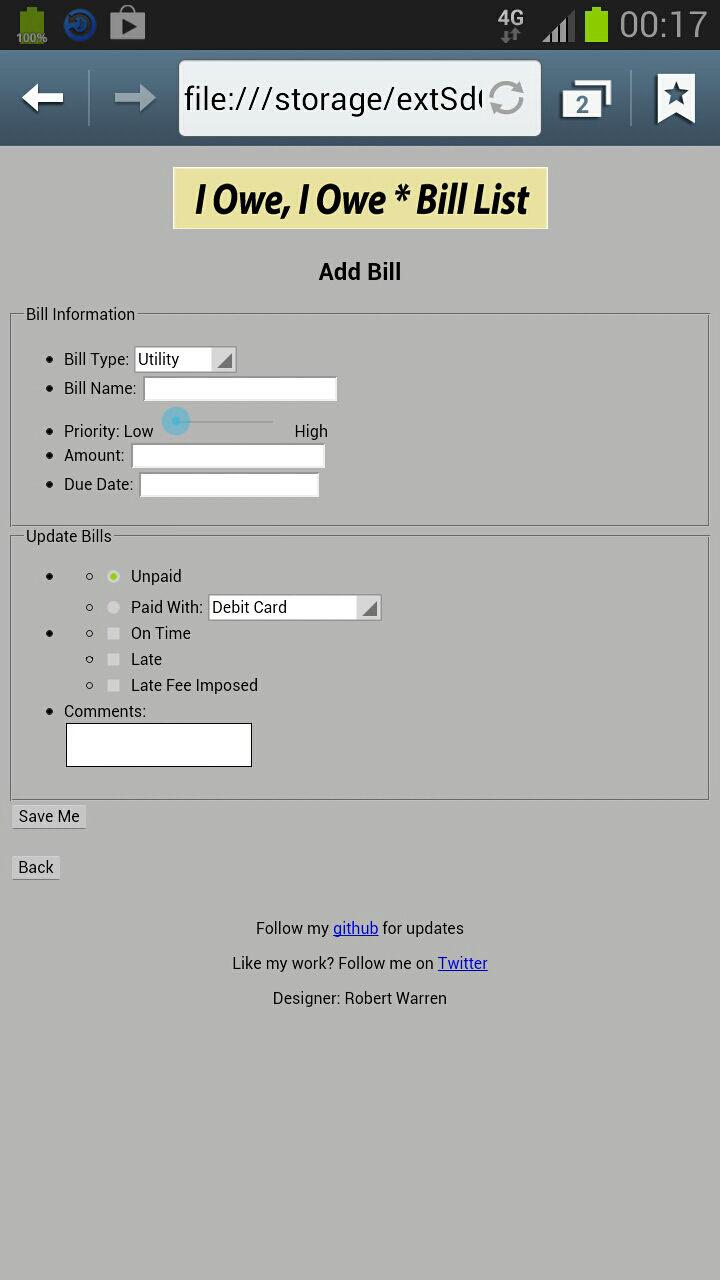 100%
4G
00:17
file:///storage/extSd
2
I Owe, I Owe * Bill List
Add Bill
Bill Information
Bill Type: Utility
Bill Name:
Priority: Low High
Amount:
Due Date:
Update Bills
Unpaid
Paid With: Debit Card
On Time
Late
Late Fee Imposed
Comments:
Save Me
Back
Follow my github for updates
Like my work? Follow me on Twitter
Designer: Robert Warren